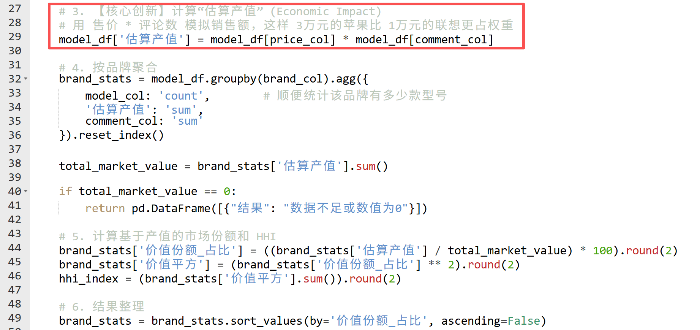 27 # 3. 【核心创新】计算“估算产值” (Economic Impact)
28 # 用 售价 * 评论数 模拟销售额，这样 3万元的苹果比 1万元的联想更占权重
29 model_df['估算产值'] = model_df[price_col] * model_df[comment_col]
30
31 # 4. 按品牌聚合
32 brand_stats = model_df.groupby(brand_col).agg({
33 model_col: 'count', # 顺便统计该品牌有多少款型号
34 '估算产值': 'sum',
35 comment_col: 'sum'
36 }).reset_index()
37
38 total_market_value = brand_stats['估算产值'].sum()
39
40 if total_market_value == 0:
41 return pd.DataFrame([{"结果": "数据不足或数值为0"}])
42
43 # 5. 计算基于产值的市场份额和 HHI
44 brand_stats['价值份额_占比'] = ((brand_stats['估算产值'] / total_market_value) * 100).round(2)
45 brand_stats['价值平方'] = (brand_stats['价值份额_占比'] ** 2).round(2)
46 hhi_index = (brand_stats['价值平方'].sum()).round(2)
47
48 # 6. 结果整理
49 brand_stats = brand_stats.sort_values(by='价值份额_占比', ascending=False)